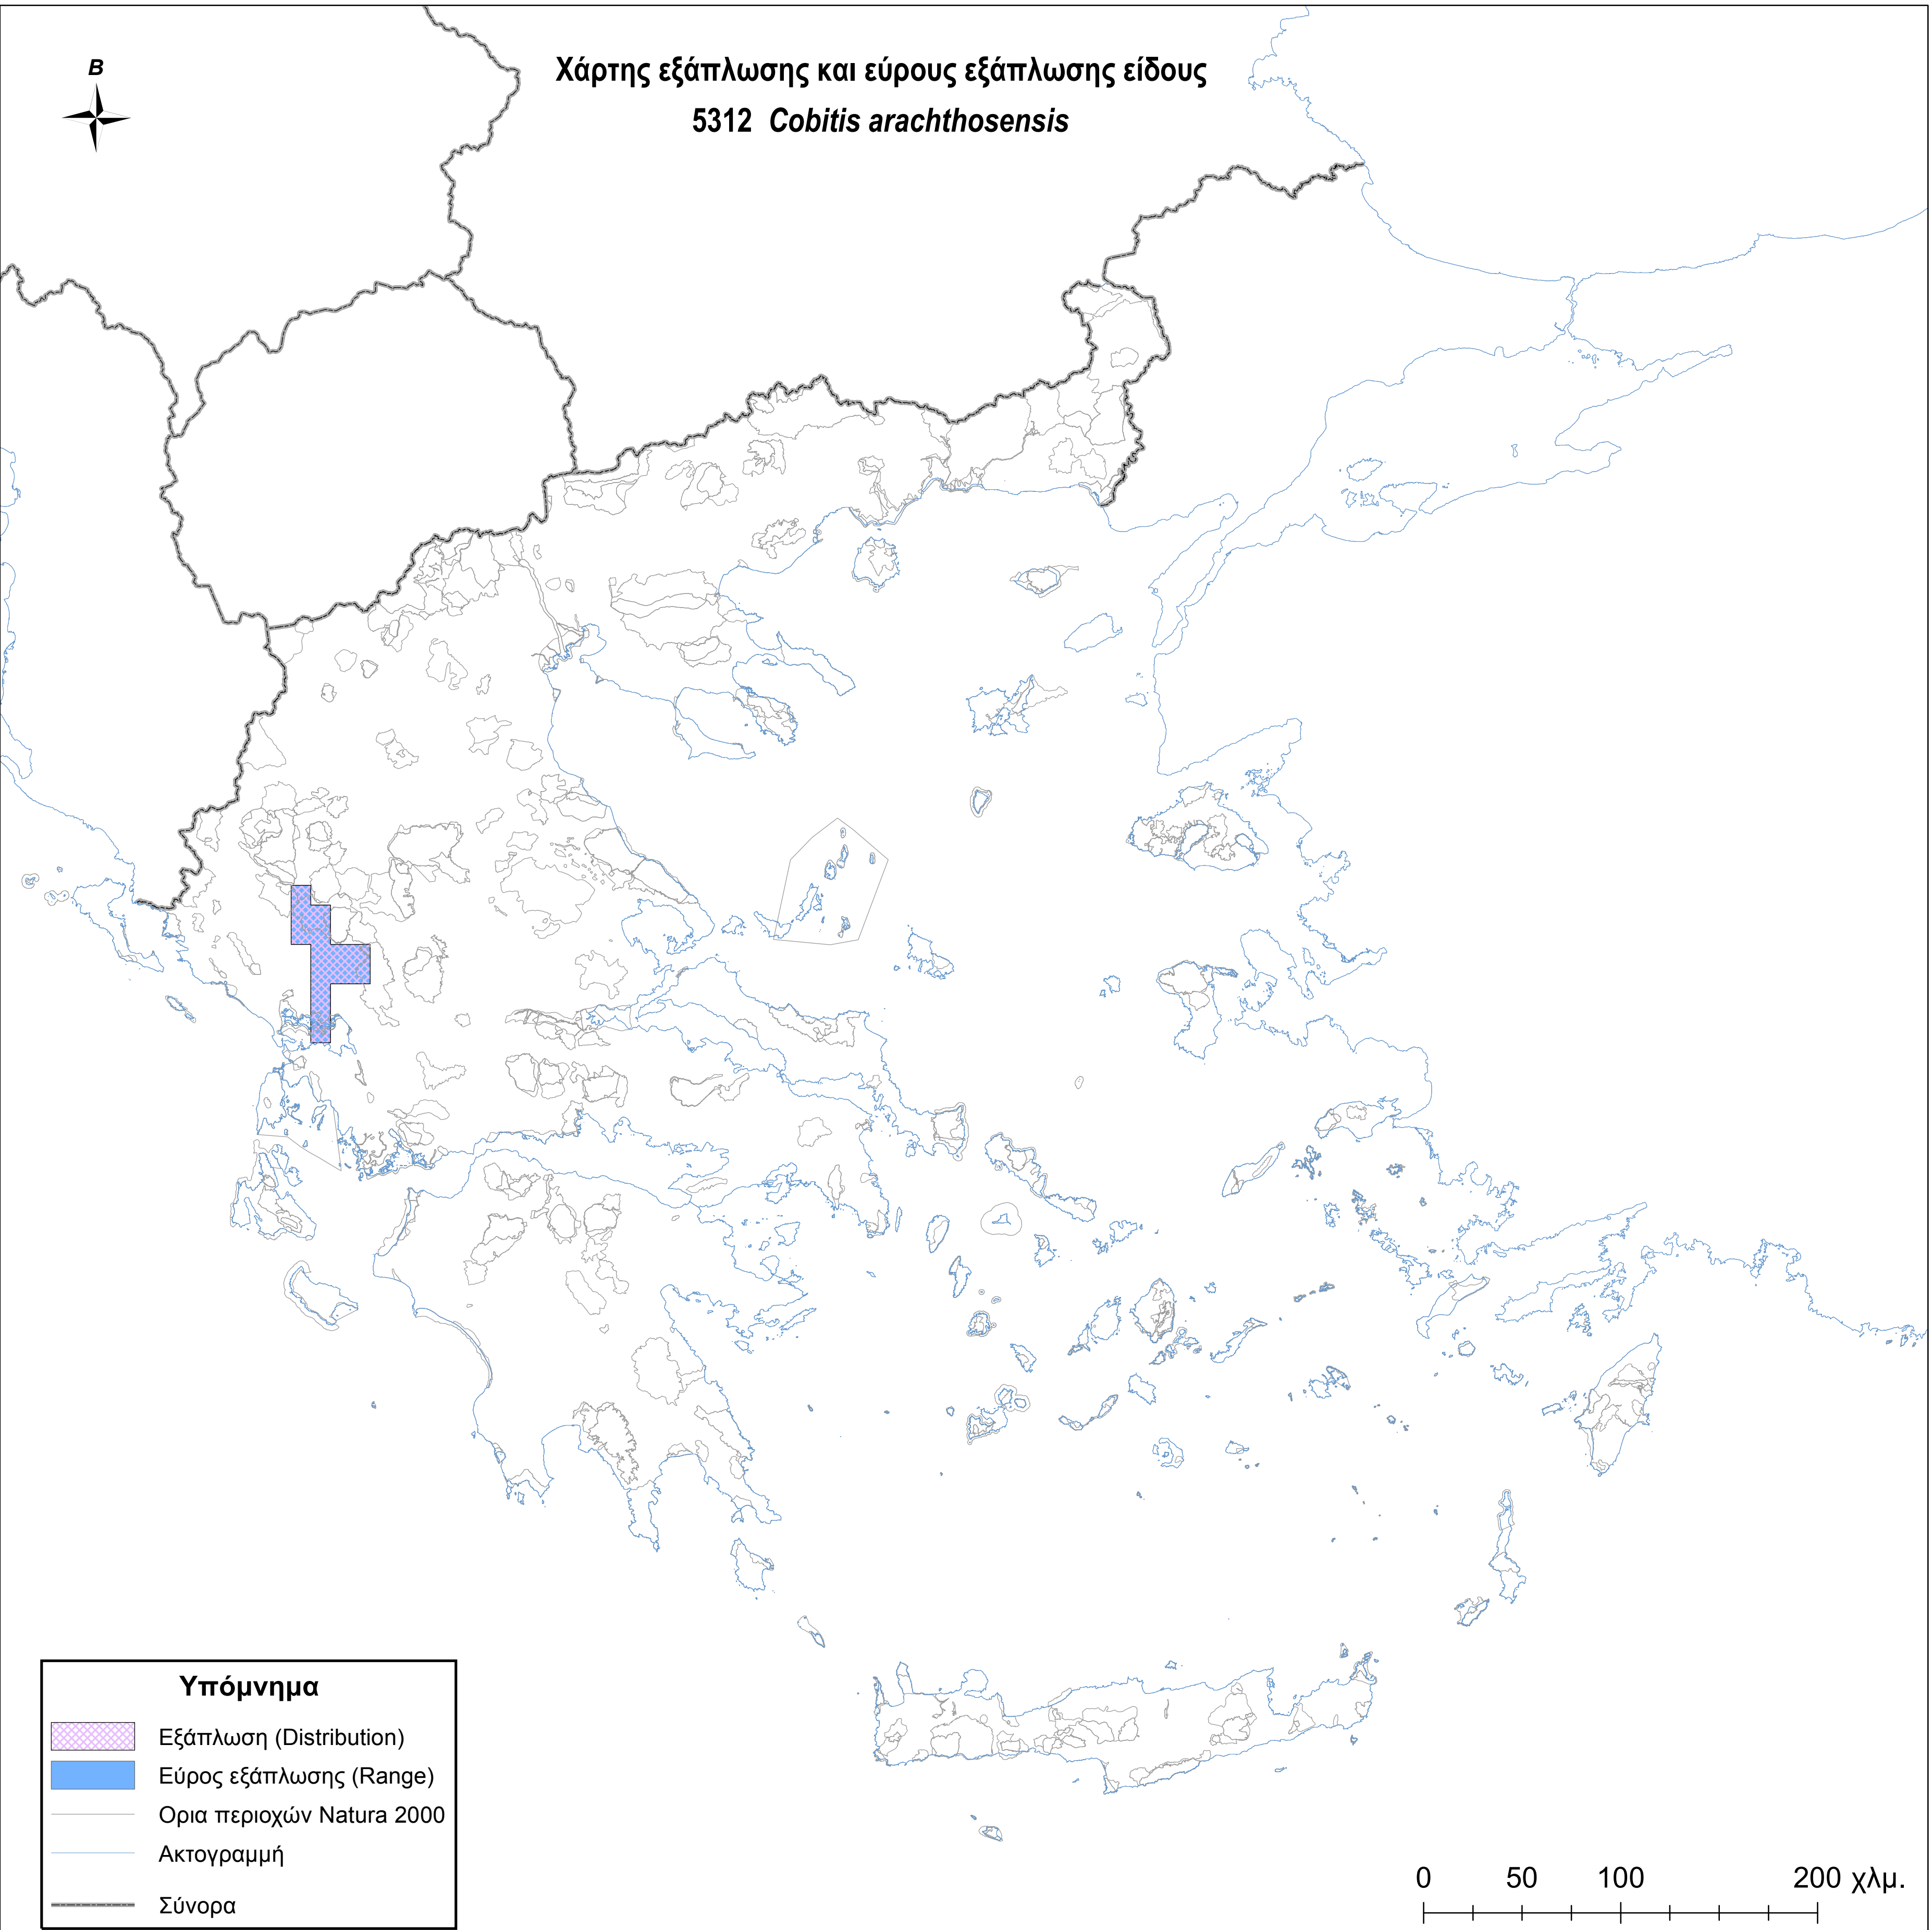 Β
Χάρτης εξάπλωσης και εύρους εξάπλωσης είδους
5312 Cobitis arachthosensis
Υπόμνημα
Εξάπλωση (Distribution)
Εύρος εξάπλωσης (Range)
Ορια περιοχών Natura 2000
Ακτογραμμή
Σύνορα
0 50 100 200 χλμ.